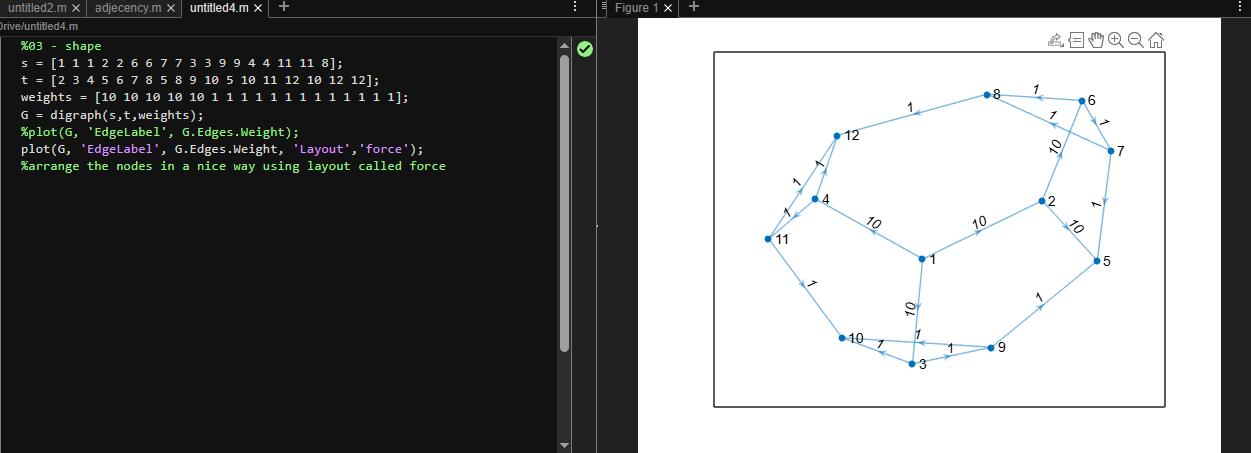 untitled2.m × adjecency.m × untitled4.m × +
Drive/untitled4.m
%03 - shape
s = [1 1 1 2 2 6 6 7 7 3 3 9 9 4 4 11 11 8];
t = [2 3 4 5 6 7 8 5 8 9 10 5 10 11 12 10 12 12];
weights = [10 10 10 10 10 1 1 1 1 1 1 1 1 1 1 1 1 1];
G = digraph(s,t,weights);
%plot(G, 'EdgeLabel', G.Edges.Weight);
plot(G, 'EdgeLabel', G.Edges.Weight, 'Layout','force');
%arrange the nodes in a nice way using layout called force
Figure 1 × +
8 1 6
1 1 1
12 7
10
1 1
4 2 1
1 10 10 10
11
1 5
1
10 1
1
10 1 1 9
3